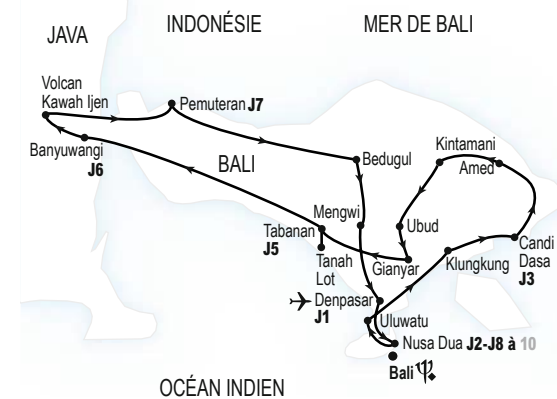 INDONÉSIE
MER DE BALI
JAVA
Volcan
Kawah Ijen
Pemuteran J7
Banyuwangi
J6
BALI
Bedugul
Kintamani
Amed
Mengwi
Ubud
Tabanan
J5
Tanah
Lot
Gianyar
Klungkung
Candi
Dasa
J3
Denpasar
J1
Uluwatu
Nusa Dua J2-J8 à 10
Bali
OCÉAN INDIEN